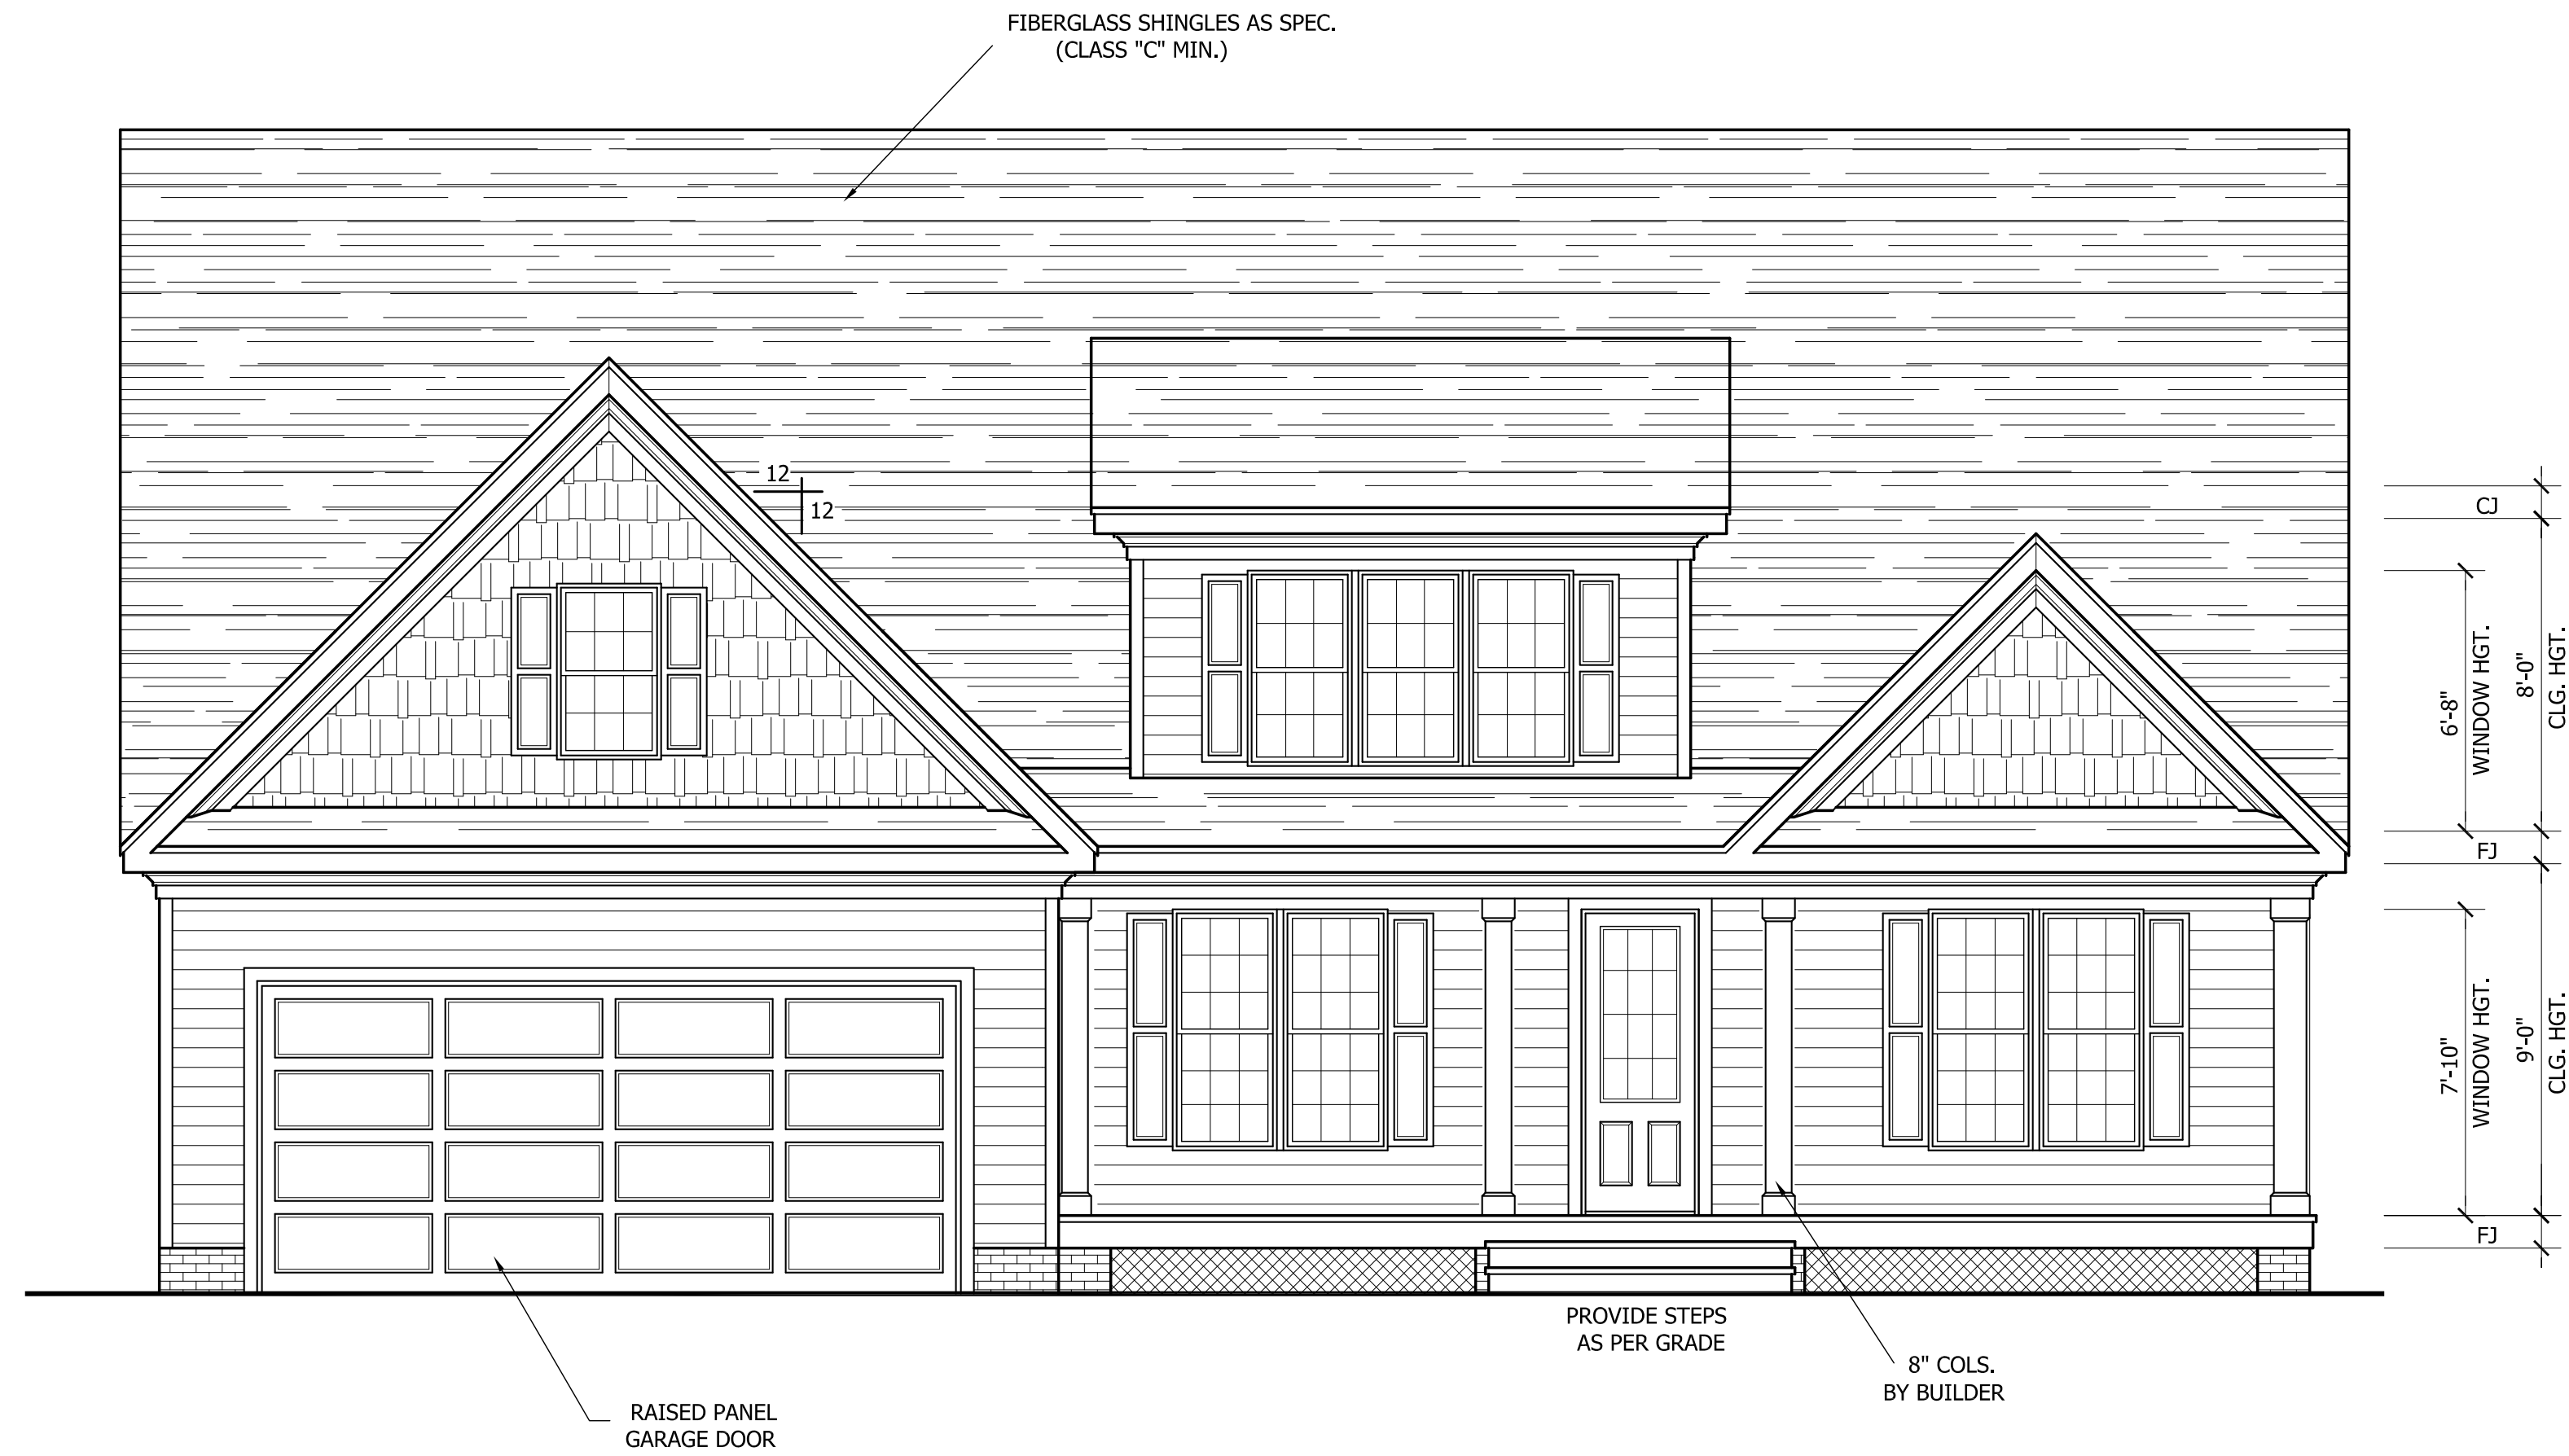 FIBERGLASS SHINGLES AS SPEC.
(CLASS "C" MIN.)
12
12
CJ
6'-8"
WINDOW HGT.
8'-0"
CLG. HGT.
FJ
7'-10"
WINDOW HGT.
9'-0"
CLG. HGT.
FJ
PROVIDE STEPS
AS PER GRADE
8" COLS.
BY BUILDER
RAISED PANEL
GARAGE DOOR